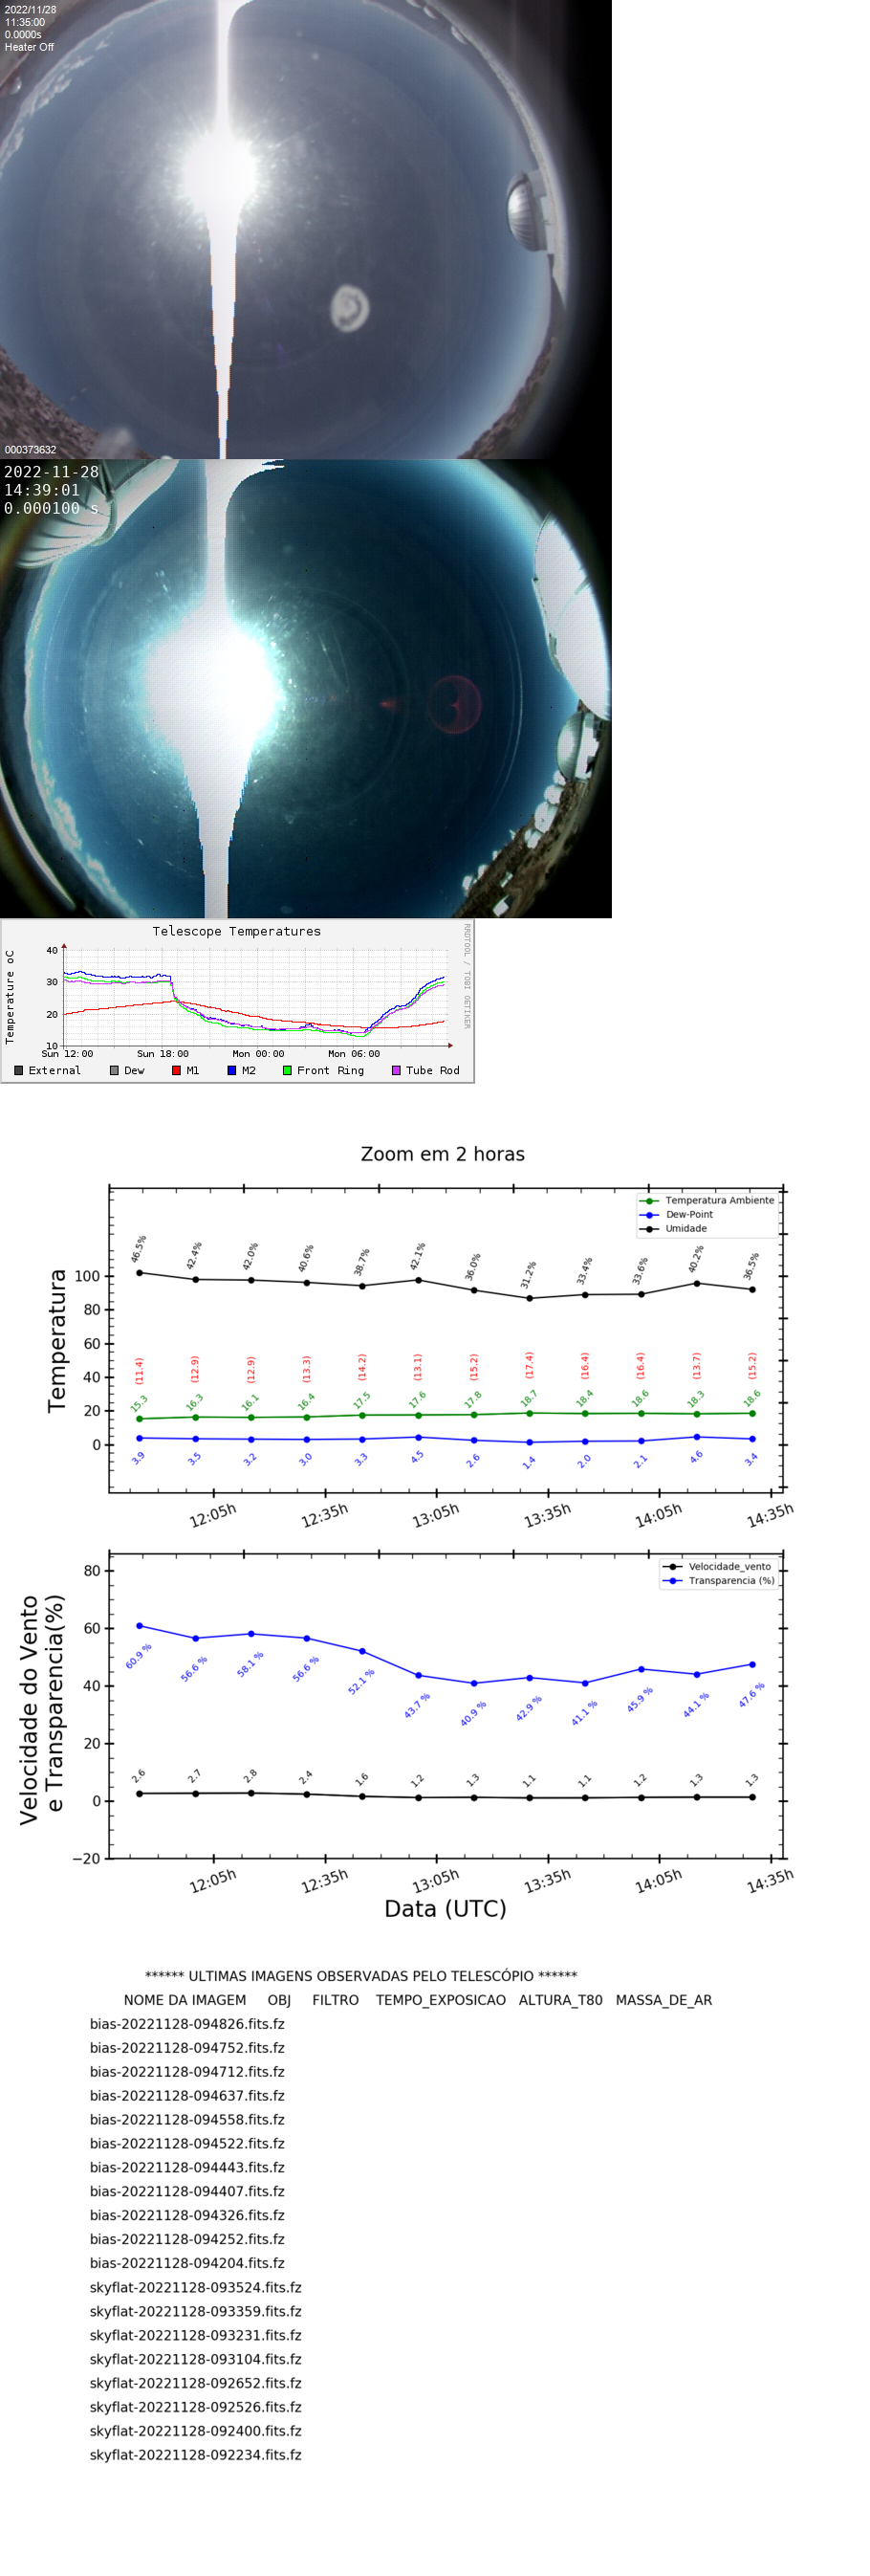 2022/11/28
11:35:00
0.0000s
Heater Off
000373632
2022-11-28
14:39:01
0.000100 s
Telescope Temperatures
RRDTOOL / TOBI OETIKER
Temperature oC
40
30
20
10
Sun 12:00 Sun 18:00 Mon 00:00 Mon 06:00
External Dew M1 M2 Front Ring Tube Rod
Zoom em 2 horas
Temperatura Ambiente
Dew-Point
Umidade
Temperatura
100
80
60
40
20
0
46.5% 42.4% 42.0% 40.6% 38.7% 42.1% 36.0% 31.2% 33.4% 33.6% 40.2% 36.5%
(11.4) (12.9) (12.9) (13.3) (14.2) (13.1) (15.2) (17.4) (16.4) (16.4) (13.7) (15.2)
15.3 16.3 16.1 16.4 17.5 17.6 17.8 18.7 18.4 18.6 18.3 18.6
3.9 3.5 3.2 3.0 3.3 4.5 2.6 1.4 2.0 2.1 4.6 3.4
12:05h 12:35h 13:05h 13:35h 14:05h 14:35h
Velocidade_vento
Transparencia (%)
Velocidade do Vento
e Transparencia(%)
80
60
40
20
0
−20
60.9 % 56.6 % 58.1 % 56.6 % 52.1 % 43.7 % 40.9 % 42.9 % 41.1 % 45.9 % 44.1 % 47.6 %
2.6 2.7 2.8 2.4 1.6 1.2 1.3 1.1 1.1 1.2 1.3 1.3
12:05h 12:35h 13:05h 13:35h 14:05h 14:35h
Data (UTC)
****** ULTIMAS IMAGENS OBSERVADAS PELO TELESCÓPIO ******
NOME DA IMAGEM OBJ FILTRO TEMPO_EXPOSICAO ALTURA_T80 MASSA_DE_AR
bias-20221128-094826.fits.fz
bias-20221128-094752.fits.fz
bias-20221128-094712.fits.fz
bias-20221128-094637.fits.fz
bias-20221128-094558.fits.fz
bias-20221128-094522.fits.fz
bias-20221128-094443.fits.fz
bias-20221128-094407.fits.fz
bias-20221128-094326.fits.fz
bias-20221128-094252.fits.fz
bias-20221128-094204.fits.fz
skyflat-20221128-093524.fits.fz
skyflat-20221128-093359.fits.fz
skyflat-20221128-093231.fits.fz
skyflat-20221128-093104.fits.fz
skyflat-20221128-092652.fits.fz
skyflat-20221128-092526.fits.fz
skyflat-20221128-092400.fits.fz
skyflat-20221128-092234.fits.fz